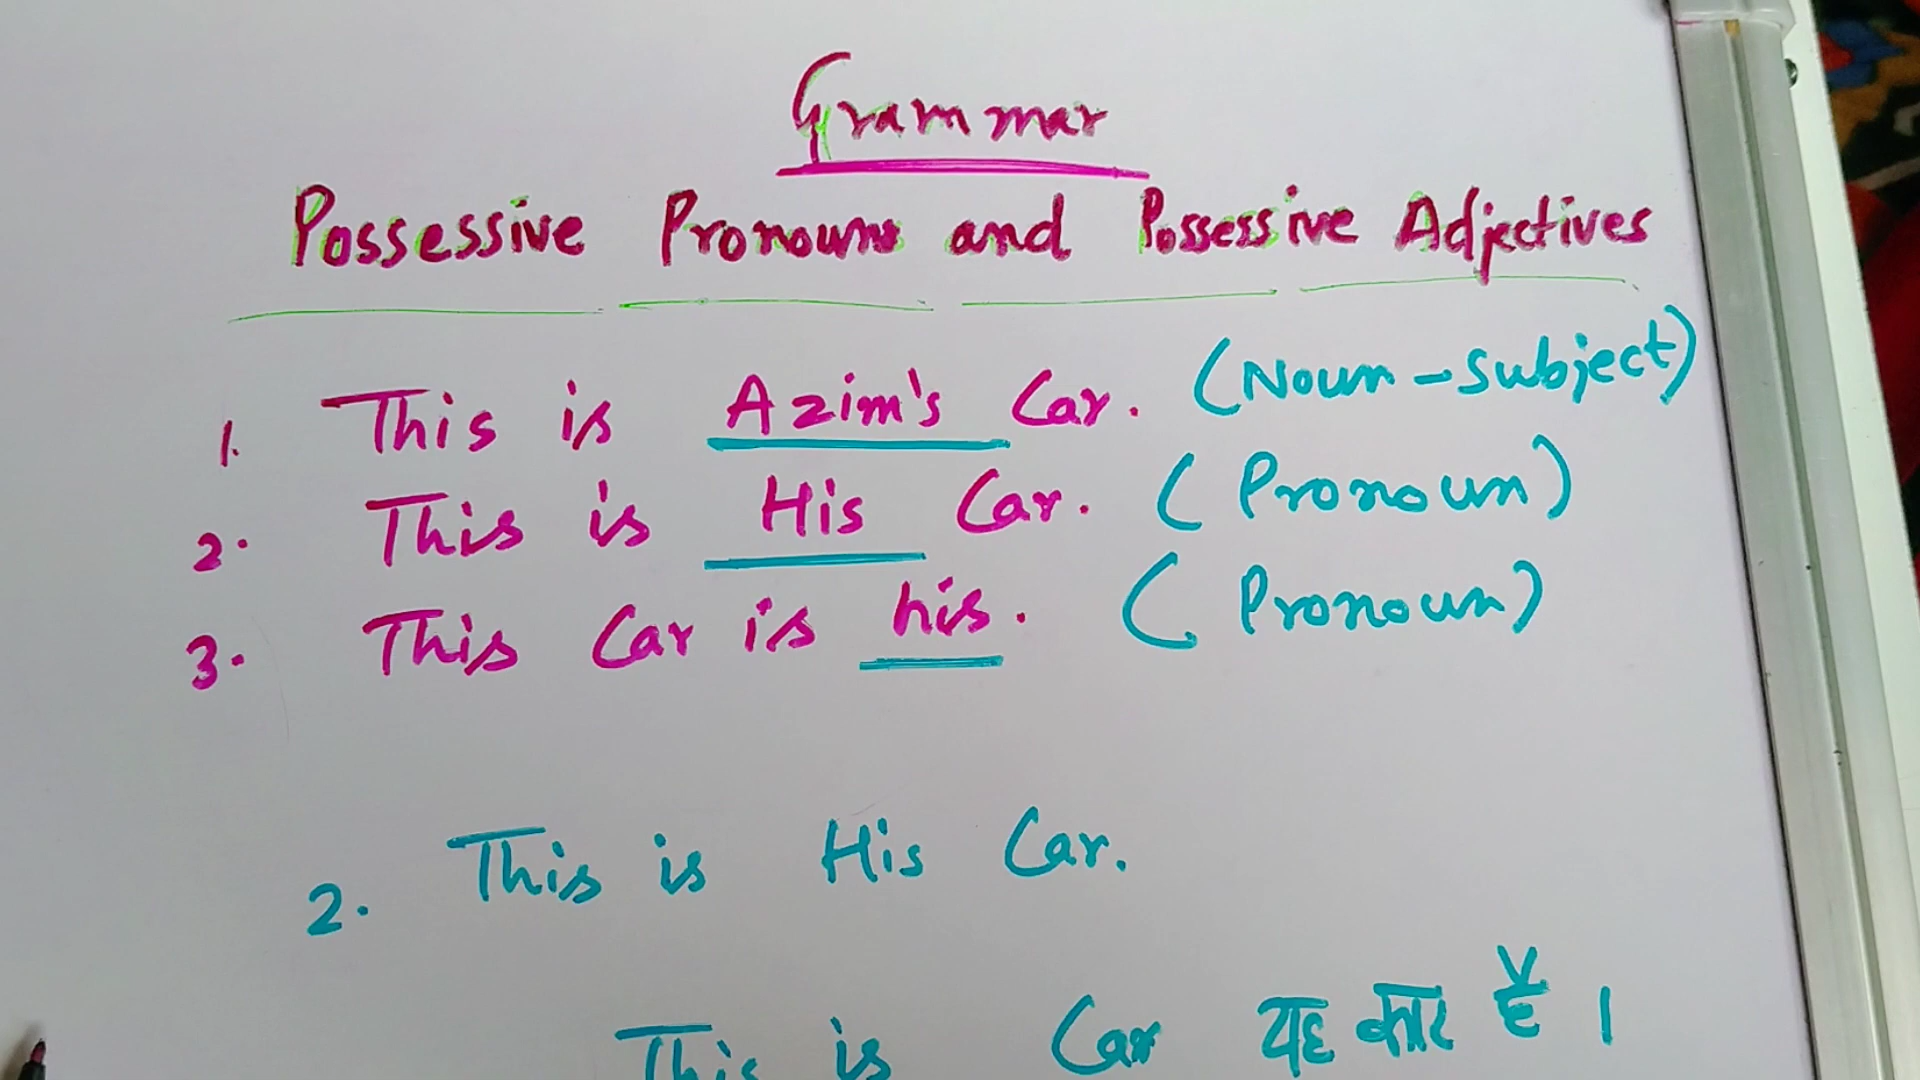 Grammar
Possessive Pronouns and Possessive Adjectives
1. This is Azim's Car. (Noun-subject)
2. This is His Car. (Pronoun)
3. This Car is his. (Pronoun)
2. This is His Car.
This is Car यह कार है।